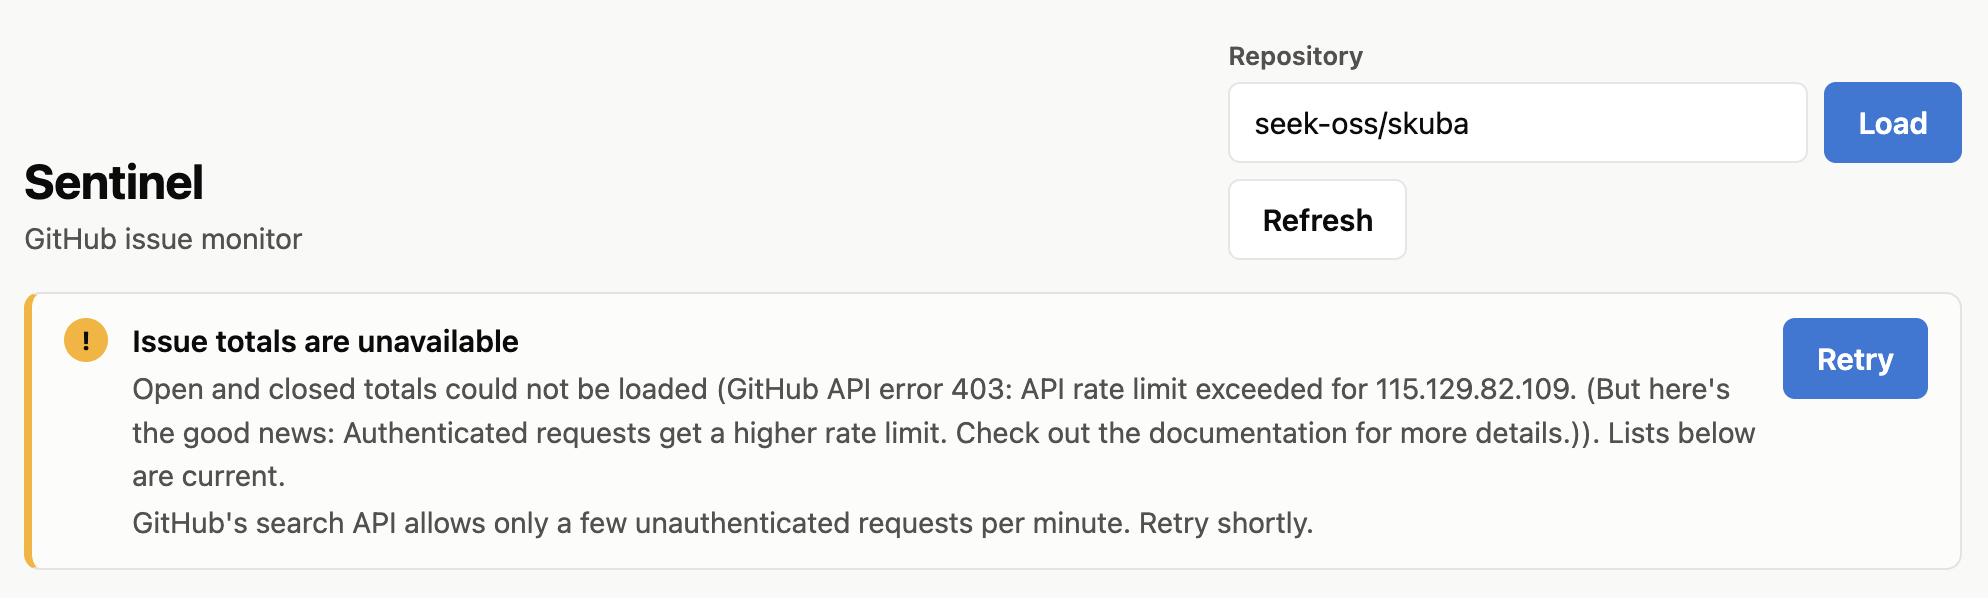 Repository
seek-oss/skuba
Load
Sentinel
GitHub issue monitor
Refresh
!
Issue totals are unavailable
Open and closed totals could not be loaded (GitHub API error 403: API rate limit exceeded for 115.129.82.109. (But here's
the good news: Authenticated requests get a higher rate limit. Check out the documentation for more details.)). Lists below
are current.
GitHub's search API allows only a few unauthenticated requests per minute. Retry shortly.
Retry